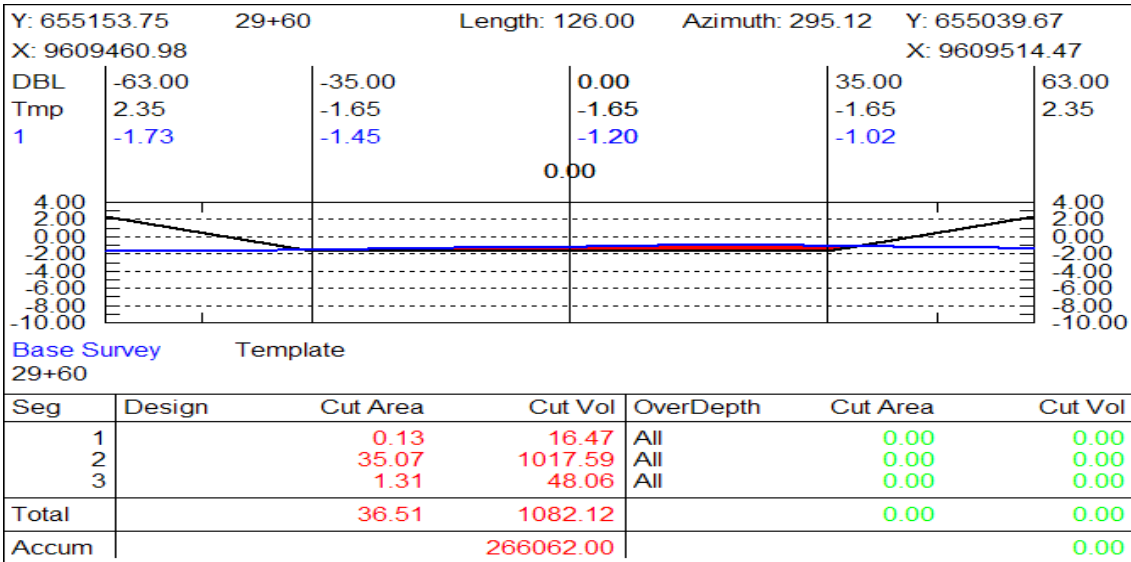 Y: 655153.75 29+60 Length: 126.00 Azimuth: 295.12 Y: 655039.67
X: 9609460.98 X: 9609514.47
DBL -63.00 -35.00 0.00 35.00 63.00
Tmp 2.35 -1.65 -1.65 -1.65 2.35
1 -1.73 -1.45 -1.20 -1.02
0.00
4.00 4.00
2.00 2.00
0.00 0.00
-2.00 -2.00
-4.00 -4.00
-6.00 -6.00
-8.00 -8.00
-10.00 -10.00
Base Survey Template
29+60
Seg Design Cut Area Cut Vol OverDepth Cut Area Cut Vol
1 0.13 16.47 All 0.00 0.00
2 35.07 1017.59 All 0.00 0.00
3 1.31 48.06 All 0.00 0.00
Total 36.51 1082.12 0.00 0.00
Accum 266062.00 0.00